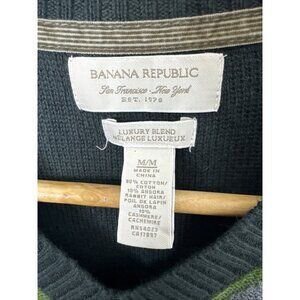 BANANA REPUBLIC
San Francisco · New York
EST. 1978
LUXURY BLEND
MELANGE LUXUEUX
M/M
MADE IN
CHINA
80% COTTON/
COTON
10% ANGORA
RABBIT HAIR/
POIL DE LAPIN
ANGORA
10%
CASHMERE/
CACHEMIRE
RN54023
CA17897